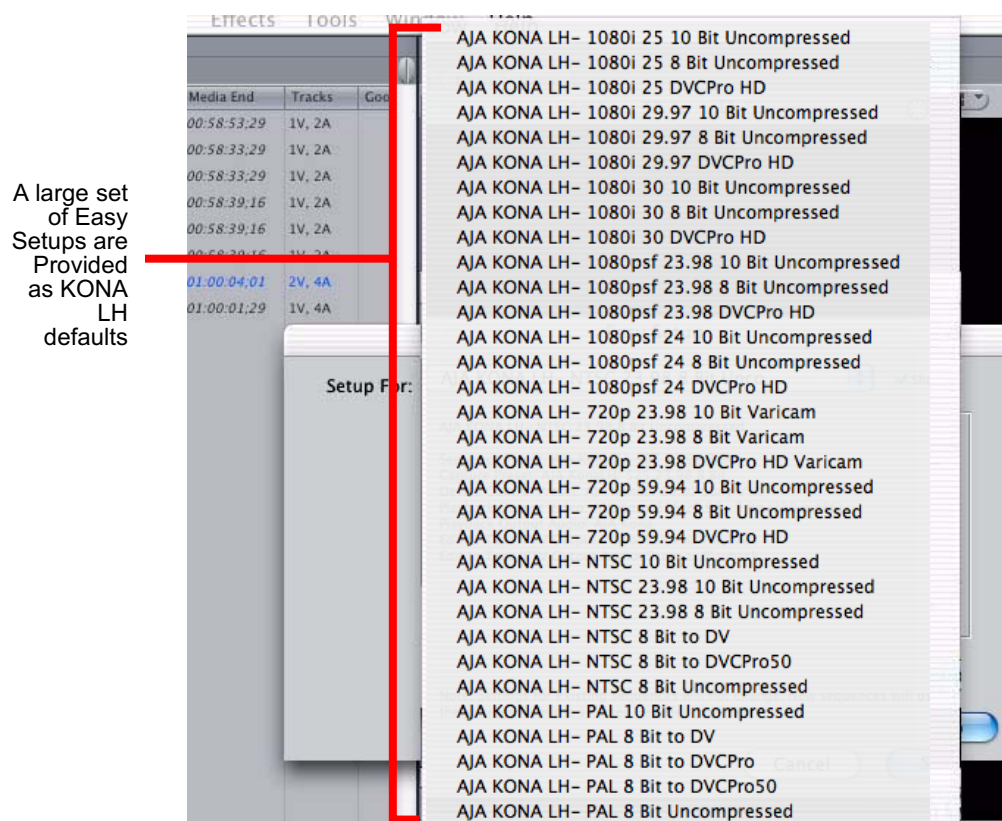 Effects Tools Window Help
Media End Tracks Goo
00:58:53;29 1V, 2A
00:58:33;29 1V, 2A
00:58:33;29 1V, 2A
00:58:39;16 1V, 2A
00:58:39;16 1V, 2A
00:58:39;16 1V, 2A
01:00:04;01 2V, 4A
01:00:01;29 1V, 4A
A large set
of Easy
Setups are
Provided
as KONA
LH
defaults
Setup For:
AJA KONA LH– 1080i 25 10 Bit Uncompressed
AJA KONA LH– 1080i 25 8 Bit Uncompressed
AJA KONA LH– 1080i 25 DVCPro HD
AJA KONA LH– 1080i 29.97 10 Bit Uncompressed
AJA KONA LH– 1080i 29.97 8 Bit Uncompressed
AJA KONA LH– 1080i 29.97 DVCPro HD
AJA KONA LH– 1080i 30 10 Bit Uncompressed
AJA KONA LH– 1080i 30 8 Bit Uncompressed
AJA KONA LH– 1080i 30 DVCPro HD
AJA KONA LH– 1080psf 23.98 10 Bit Uncompressed
AJA KONA LH– 1080psf 23.98 8 Bit Uncompressed
AJA KONA LH– 1080psf 23.98 DVCPro HD
AJA KONA LH– 1080psf 24 10 Bit Uncompressed
AJA KONA LH– 1080psf 24 8 Bit Uncompressed
AJA KONA LH– 1080psf 24 DVCPro HD
AJA KONA LH– 720p 23.98 10 Bit Varicam
AJA KONA LH– 720p 23.98 8 Bit Varicam
AJA KONA LH– 720p 23.98 DVCPro HD Varicam
AJA KONA LH– 720p 59.94 10 Bit Uncompressed
AJA KONA LH– 720p 59.94 8 Bit Uncompressed
AJA KONA LH– 720p 59.94 DVCPro HD
AJA KONA LH– NTSC 10 Bit Uncompressed
AJA KONA LH– NTSC 23.98 10 Bit Uncompressed
AJA KONA LH– NTSC 23.98 8 Bit Uncompressed
AJA KONA LH– NTSC 8 Bit to DV
AJA KONA LH– NTSC 8 Bit to DVCPro50
AJA KONA LH– NTSC 8 Bit Uncompressed
AJA KONA LH– PAL 10 Bit Uncompressed
AJA KONA LH– PAL 8 Bit to DV
AJA KONA LH– PAL 8 Bit to DVCPro
AJA KONA LH– PAL 8 Bit to DVCPro50
AJA KONA LH– PAL 8 Bit Uncompressed
Cancel